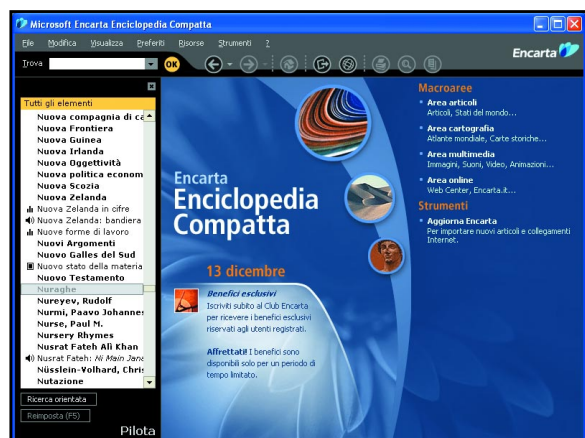 Microsoft Encarta Enciclopedia Compatta
File Modifica Visualizza Preferiti Risorse Strumenti ?
Encarta
Trova OK
Tutti gli elementi
Nuova compagnia di ca
Nuova Frontiera
Nuova Guinea
Nuova Irlanda
Nuova Oggettività
Nuova politica econom
Nuova Scozia
Nuova Zelanda
Nuova Zelanda in cifre
Nuova Zelanda: bandiera
Nuove forme di lavoro
Nuovi Argomenti
Nuovo Galles del Sud
Nuovo stato della materia
Nuovo Testamento
Nuraghe
Nureyev, Rudolf
Nurmi, Paavo Johannes
Nurse, Paul M.
Nursery Rhymes
Nusrat Fateh Ali Khan
Nusrat Fateh: Ni Main Jana
Nüsslein-Volhard, Chris
Nutazione
Ricerca orientata
Reimposta (F5)
Pilota
Encarta
Enciclopedia
Compatta
13 dicembre
Benefici esclusivi
Iscriviti subito al Club Encarta
per ricevere i benefici esclusivi
riservati agli utenti registrati.
Affrettati! I benefici sono
disponibili solo per un periodo di
tempo limitato.
Macroaree
Area articoli
Articoli, Stati del mondo...
Area cartografia
Atlante mondiale, Carte storiche...
Area multimedia
Immagini, Suoni, Video, Animazioni...
Area online
Web Center, Encarta.it...
Strumenti
Aggiorna Encarta
Per importare nuovi articoli e collegamenti
Internet.